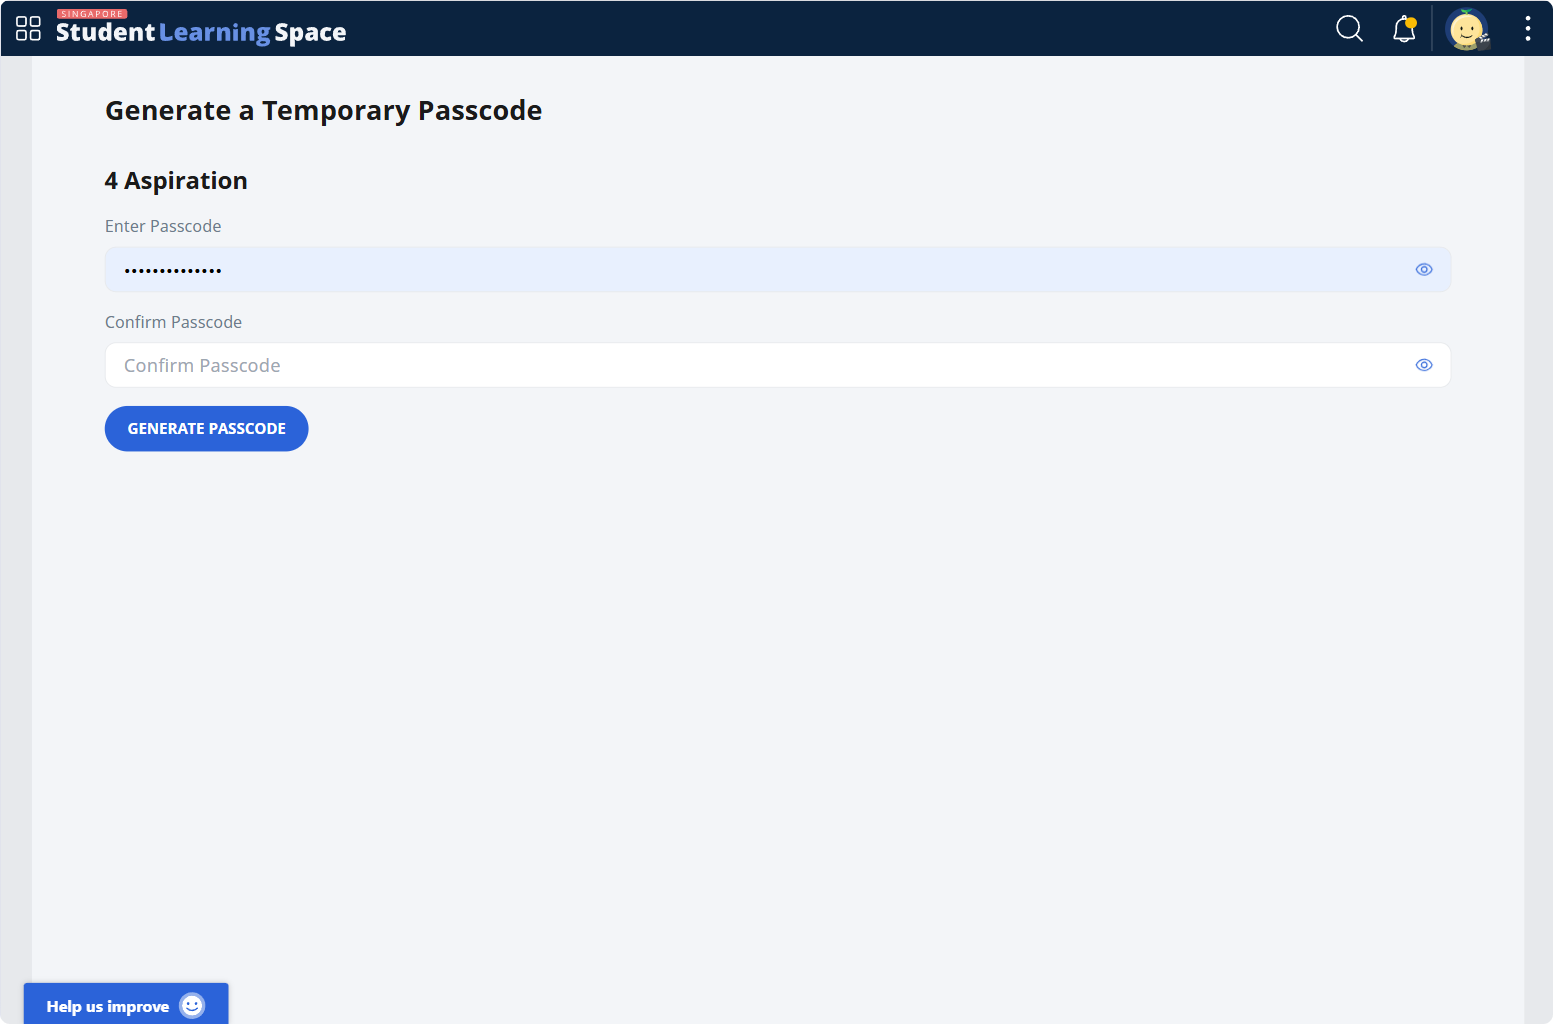 SINGAPORE
Student Learning Space
Generate a Temporary Passcode
4 Aspiration
Enter Passcode
••••••••••••••
Confirm Passcode
Confirm Passcode
GENERATE PASSCODE
Help us improve